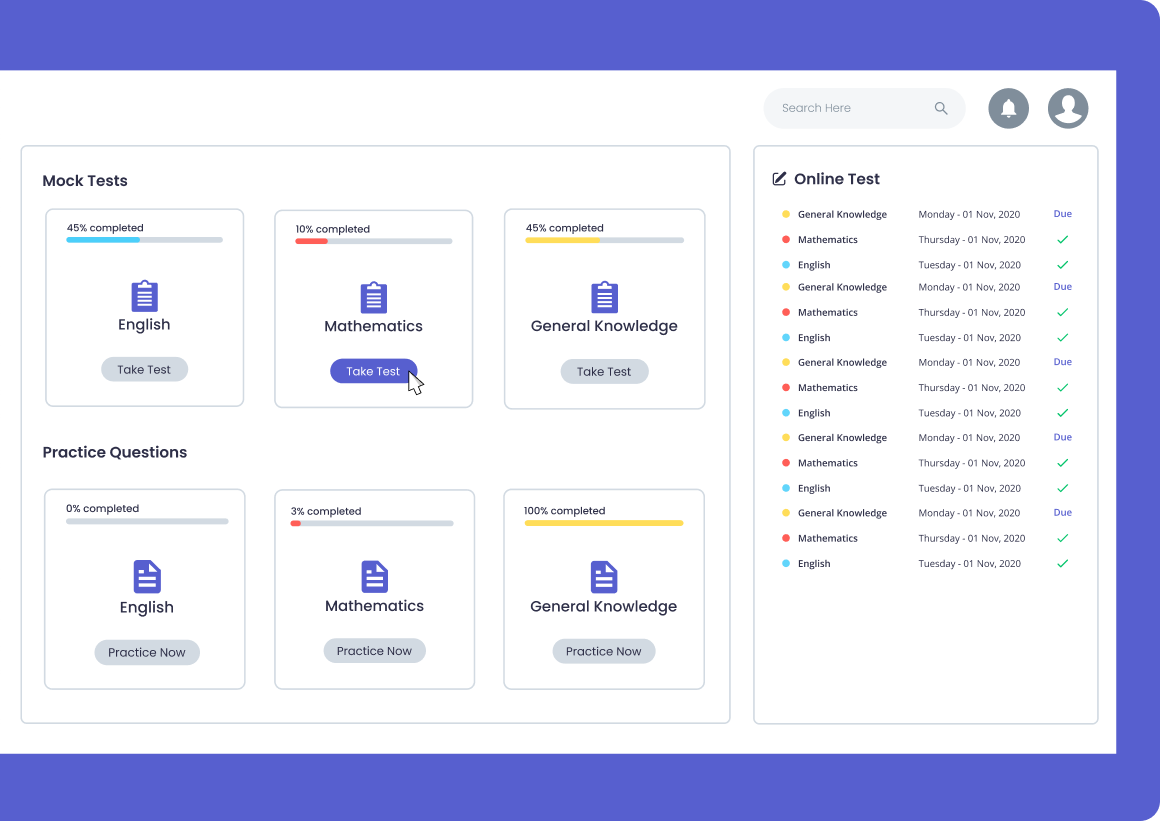 Search Here
Mock Tests
45% completed
English
Take Test
10% completed
Mathematics
Take Test
45% completed
General Knowledge
Take Test
Practice Questions
0% completed
English
Practice Now
3% completed
Mathematics
Practice Now
100% completed
General Knowledge
Practice Now
Online Test
General Knowledge Monday - 01 Nov, 2020 Due
Mathematics Thursday - 01 Nov, 2020
English Tuesday - 01 Nov, 2020
General Knowledge Monday - 01 Nov, 2020 Due
Mathematics Thursday - 01 Nov, 2020
English Tuesday - 01 Nov, 2020
General Knowledge Monday - 01 Nov, 2020 Due
Mathematics Thursday - 01 Nov, 2020
English Tuesday - 01 Nov, 2020
General Knowledge Monday - 01 Nov, 2020 Due
Mathematics Thursday - 01 Nov, 2020
English Tuesday - 01 Nov, 2020
General Knowledge Monday - 01 Nov, 2020 Due
Mathematics Thursday - 01 Nov, 2020
English Tuesday - 01 Nov, 2020